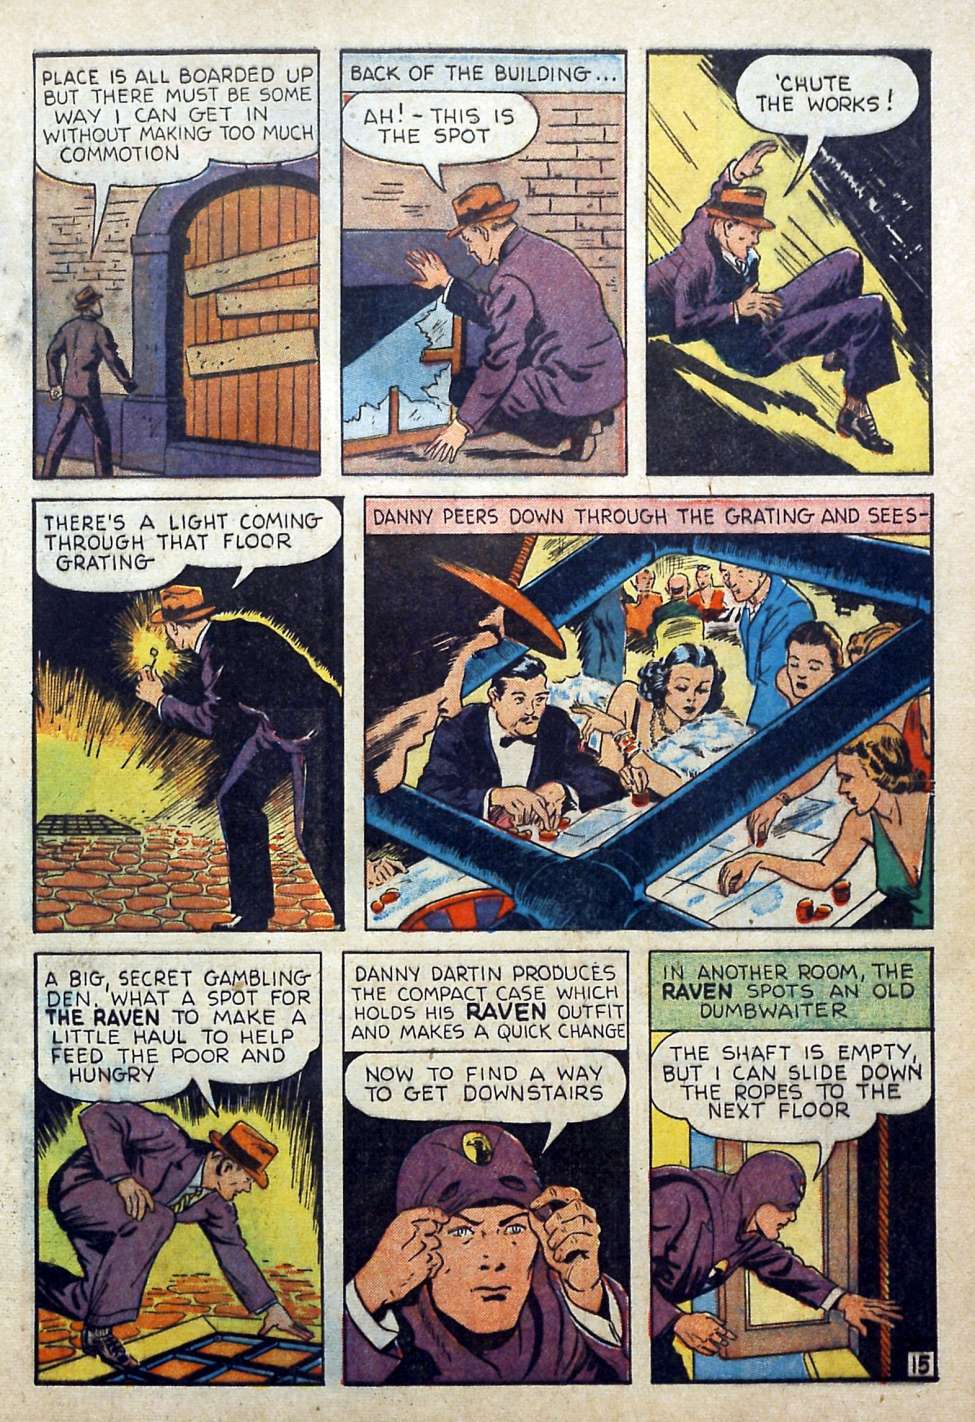 PLACE IS ALL BOARDED UP
BUT THERE MUST BE SOME
WAY I CAN GET IN
WITHOUT MAKING TOO MUCH
COMMOTION
BACK OF THE BUILDING...
AH! - THIS IS
THE SPOT
'CHUTE
THE WORKS!
THERE'S A LIGHT COMING
THROUGH THAT FLOOR
GRATING
DANNY PEERS DOWN THROUGH THE GRATING AND SEES-
A BIG, SECRET GAMBLING
DEN. WHAT A SPOT FOR
THE RAVEN TO MAKE A
LITTLE HAUL TO HELP
FEED THE POOR AND
HUNGRY
DANNY DARTIN PRODUCES
THE COMPACT CASE WHICH
HOLDS HIS RAVEN OUTFIT
AND MAKES A QUICK CHANGE
NOW TO FIND A WAY
TO GET DOWNSTAIRS
IN ANOTHER ROOM, THE
RAVEN SPOTS AN OLD
DUMBWAITER
THE SHAFT IS EMPTY,
BUT I CAN SLIDE DOWN
THE ROPES TO THE
NEXT FLOOR
15